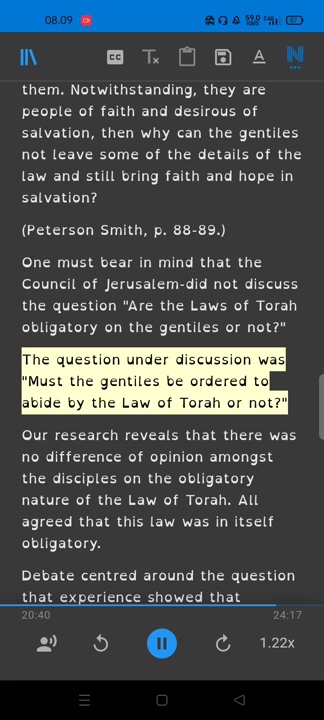 08.09
59.0
KB/S
CC
A
N
them. Notwithstanding, they are
people of faith and desirous of
salvation, then why can the gentiles
not leave some of the details of the
law and still bring faith and hope in
salvation?
(Peterson Smith, p. 88-89.)
One must bear in mind that the
Council of Jerusalem-did not discuss
the question "Are the Laws of Torah
obligatory on the gentiles or not?"
The question under discussion was
"Must the gentiles be ordered to
abide by the Law of Torah or not?"
Our research reveals that there was
no difference of opinion amongst
the disciples on the obligatory
nature of the Law of Torah. All
agreed that this law was in itself
obligatory.
Debate centred around the question
that experience showed that
20:40
24:17
1.22x